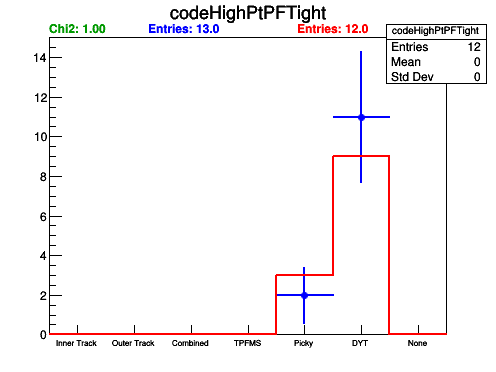 codeHighPtPFTight
Chi2: 1.00 Entries: 13.0 Entries: 12.0
codeHighPtPFTight
Entries 12
Mean 0
Std Dev 0
14
12
10
8
6
4
2
0
Inner Track Outer Track Combined TPFMS Picky DYT None